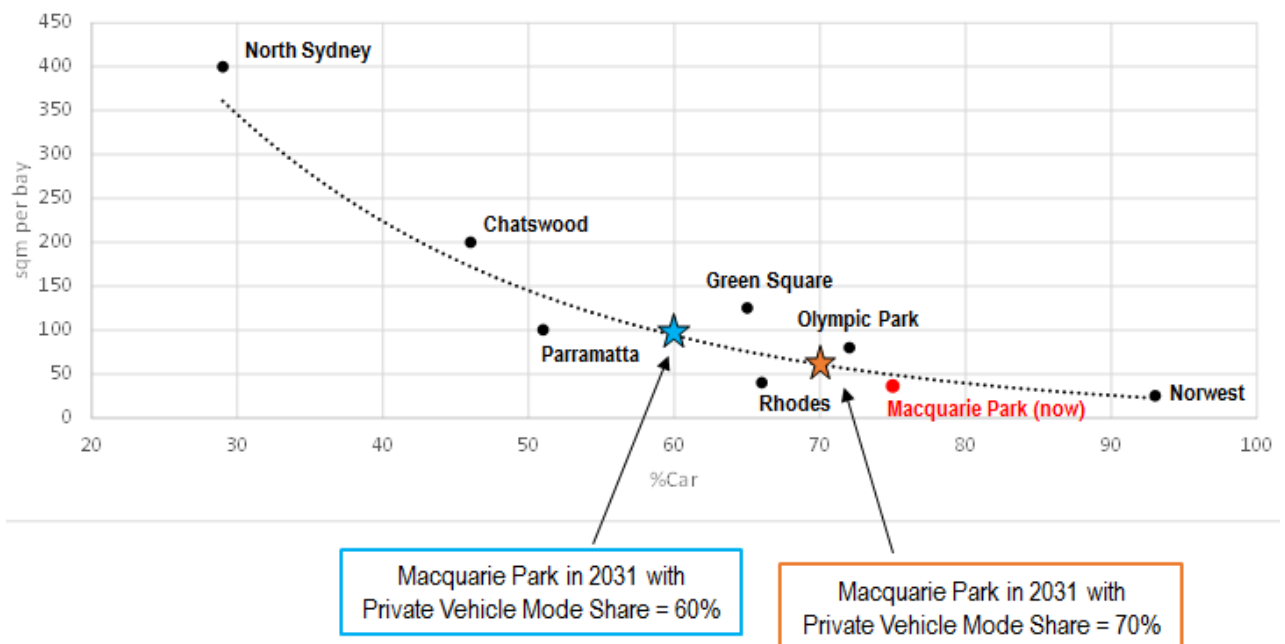 450
400
350
300
250
200
150
100
50
0
sqm per bay
North Sydney
Chatswood
Green Square
Olympic Park
Parramatta
Rhodes
Macquarie Park (now)
Norwest
20 30 40 50 60 70 80 90 100
%Car
Macquarie Park in 2031 with
Private Vehicle Mode Share = 60%
Macquarie Park in 2031 with
Private Vehicle Mode Share = 70%